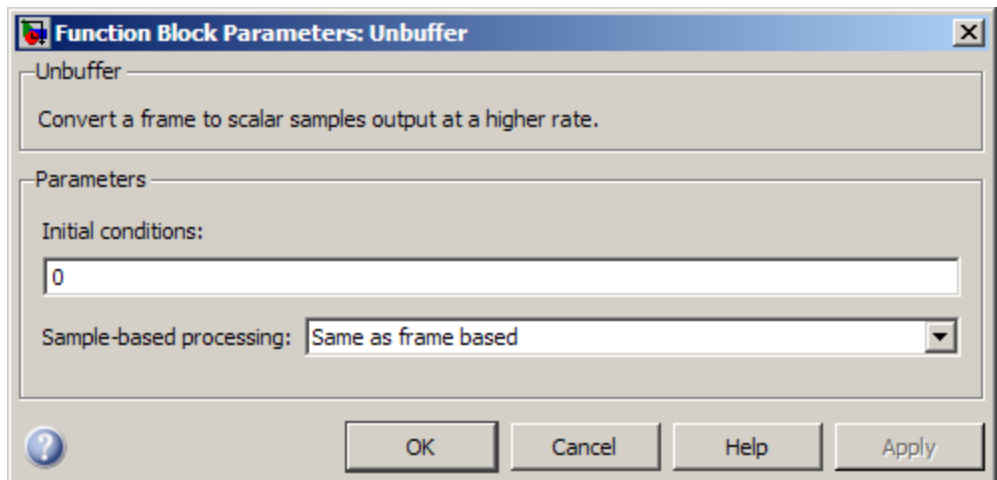 Function Block Parameters: Unbuffer
Unbuffer
Convert a frame to scalar samples output at a higher rate.
Parameters
Initial conditions:
0
Sample-based processing: Same as frame based
? OK Cancel Help Apply